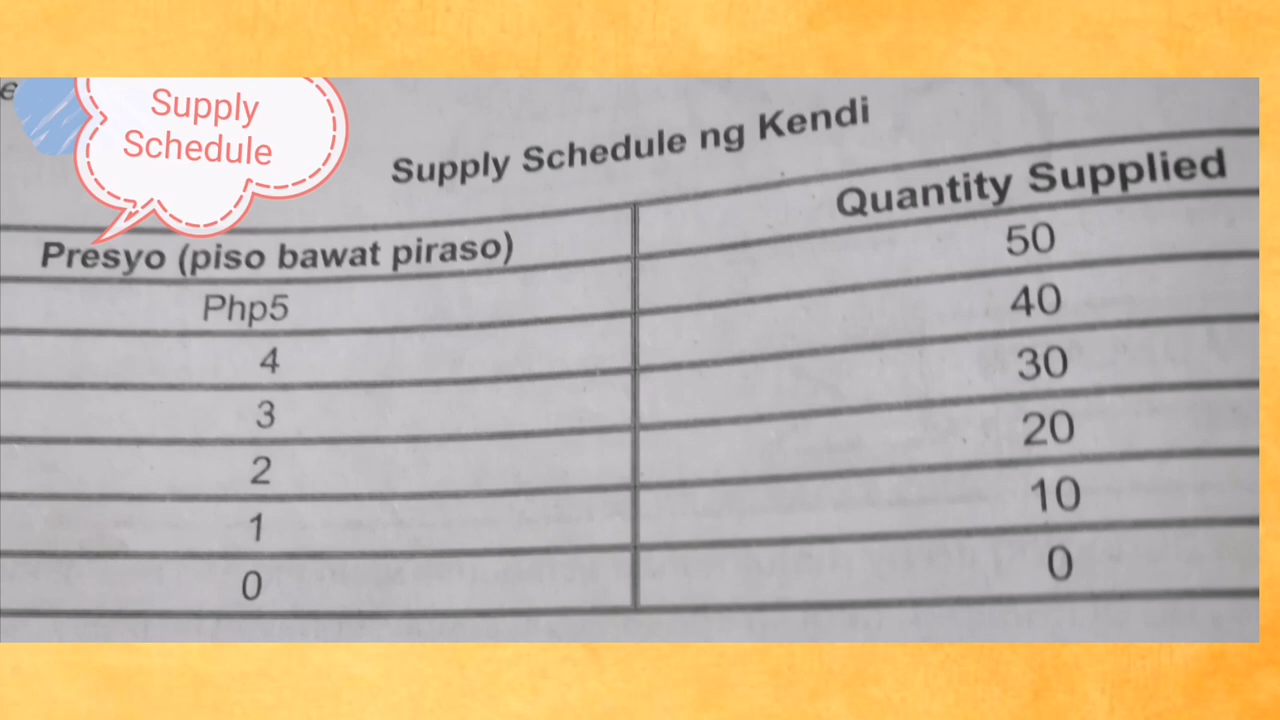 Supply
Schedule
Supply Schedule ng Kendi
Presyo (piso bawat piraso) Quantity Supplied
Php5 50
4 40
3 30
2 20
1 10
0 0